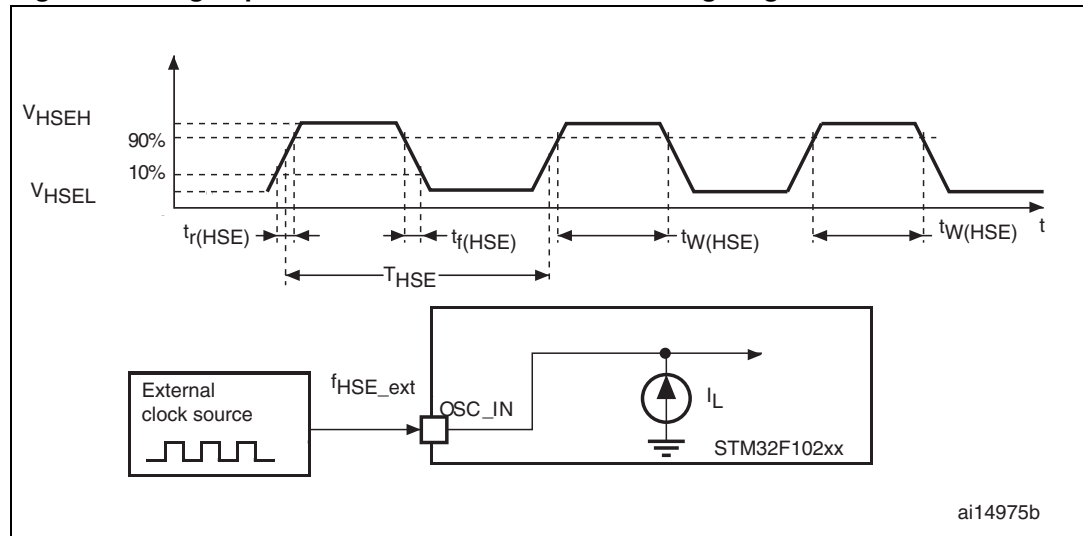 VHSEH
90%
10%
VHSEL
tr(HSE)
tf(HSE)
tW(HSE)
tW(HSE)
t
THSE
External
clock source
fHSE_ext
OSC_IN
IL
STM32F102xx
ai14975b